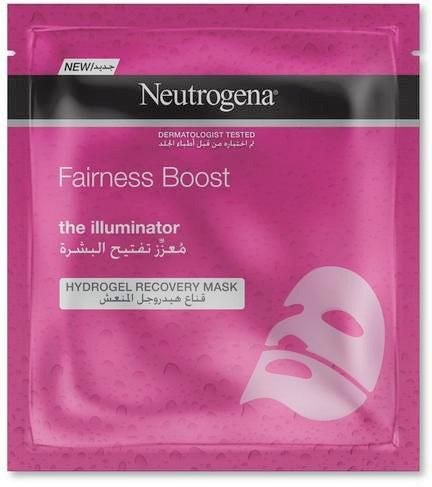 NEW/جديد
Neutrogena®
DERMATOLOGIST TESTED
تم اختباره من قبل أطباء الجلد
Fairness Boost
the illuminator
مُعزِّز تفتيح البشرة
HYDROGEL RECOVERY MASK
قناع هيدروجل المنعش